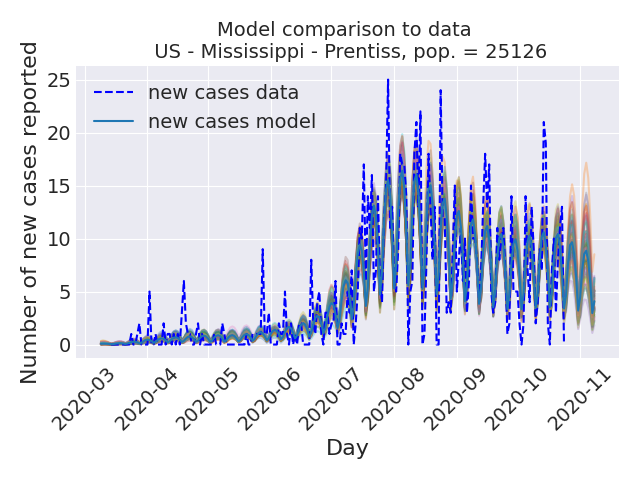 Model comparison to data
US - Mississippi - Prentiss, pop. = 25126
Number of new cases reported
25
20
15
10
5
0
new cases data
new cases model
2020-03
2020-04
2020-05
2020-06
2020-07
2020-08
2020-09
2020-10
2020-11
Day